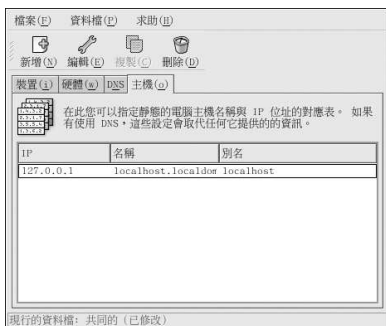 檔案(F) 資料檔(P) 求助(H)
新增(N) 編輯(E) 複製(C) 刪除(D)
裝置(i) 硬體(w) DNS 主機(o)
在此您可以指定靜態的電腦主機名稱與 IP 位址的對應表。 如果
有使用 DNS，這些設定會取代任何它提供的的資訊。
IP 名稱 別名
127.0.0.1 localhost.localdom localhost
現行的資料檔: 共同的 (已修改)